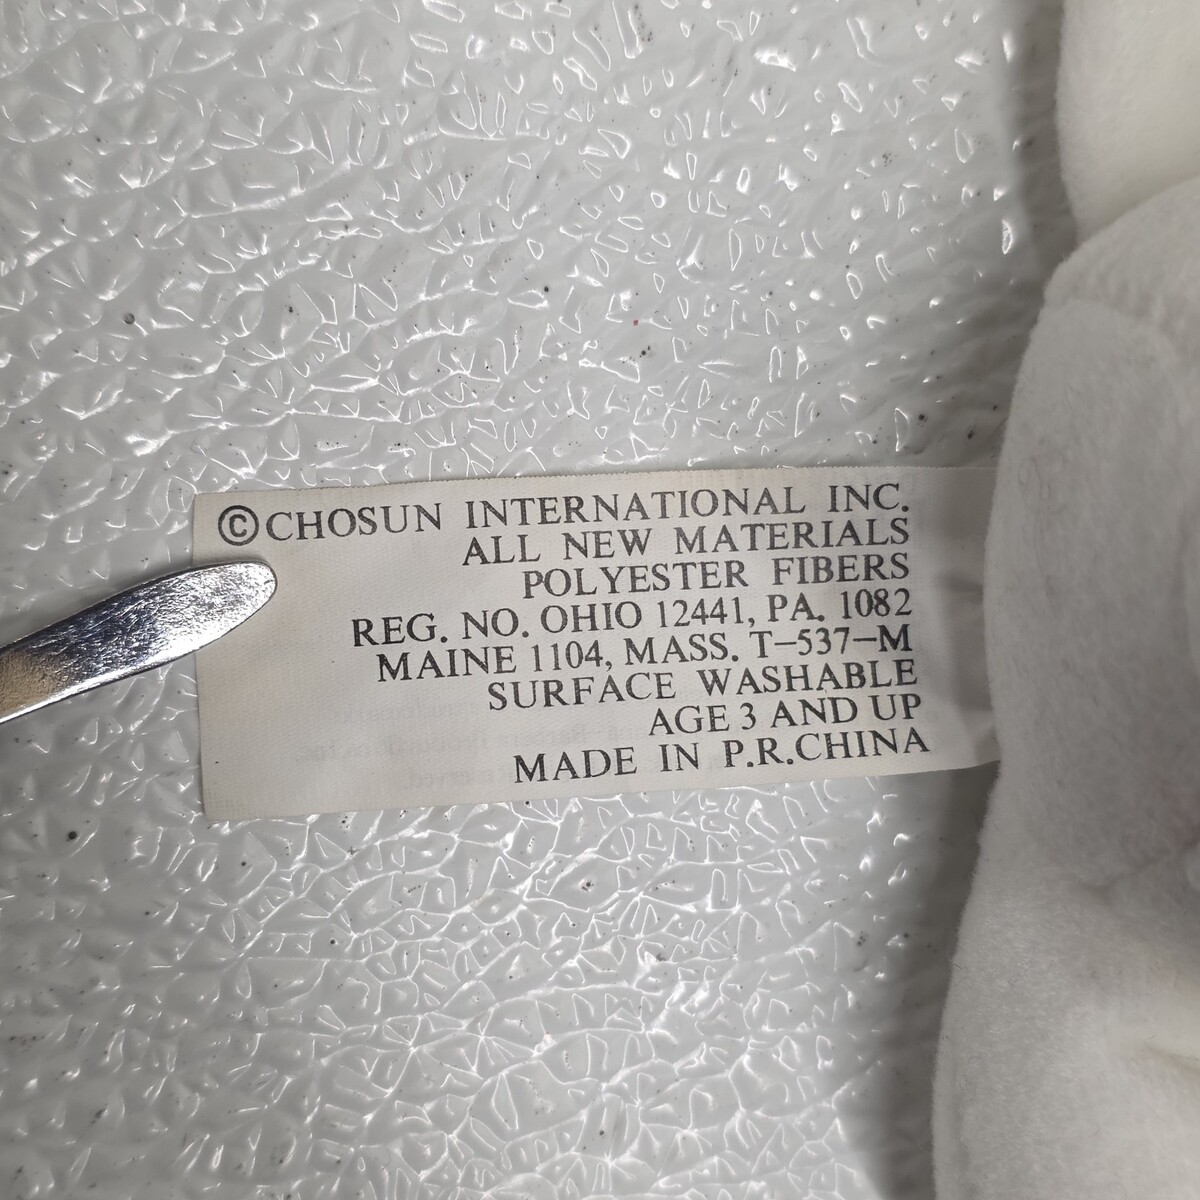 ©CHOSUN INTERNATIONAL INC.
ALL NEW MATERIALS
POLYESTER FIBERS
REG. NO. OHIO 12441, PA. 1082
MAINE 1104, MASS. T-537-M
SURFACE WASHABLE
AGE 3 AND UP
MADE IN P.R.CHINA